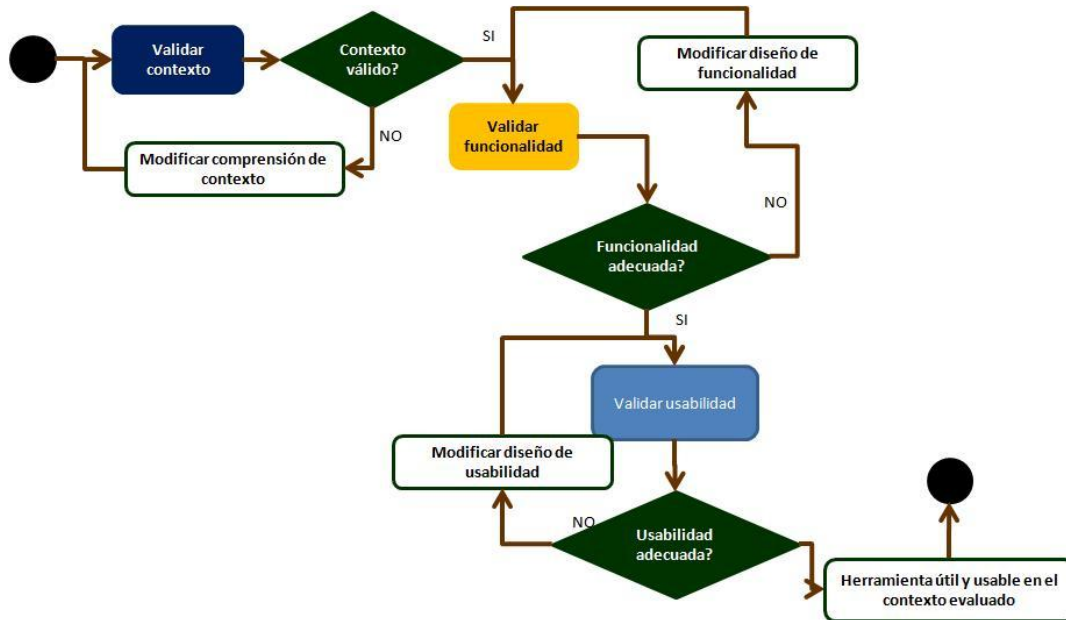 Validar
contexto
Contexto
válido?
SI
NO
Modificar comprensión de
contexto
Modificar diseño de
funcionalidad
Validar
funcionalidad
NO
Funcionalidad
adecuada?
SI
Validar usabilidad
Modificar diseño de
usabilidad
NO
Usabilidad
adecuada?
Herramienta útil y usable en el
contexto evaluado